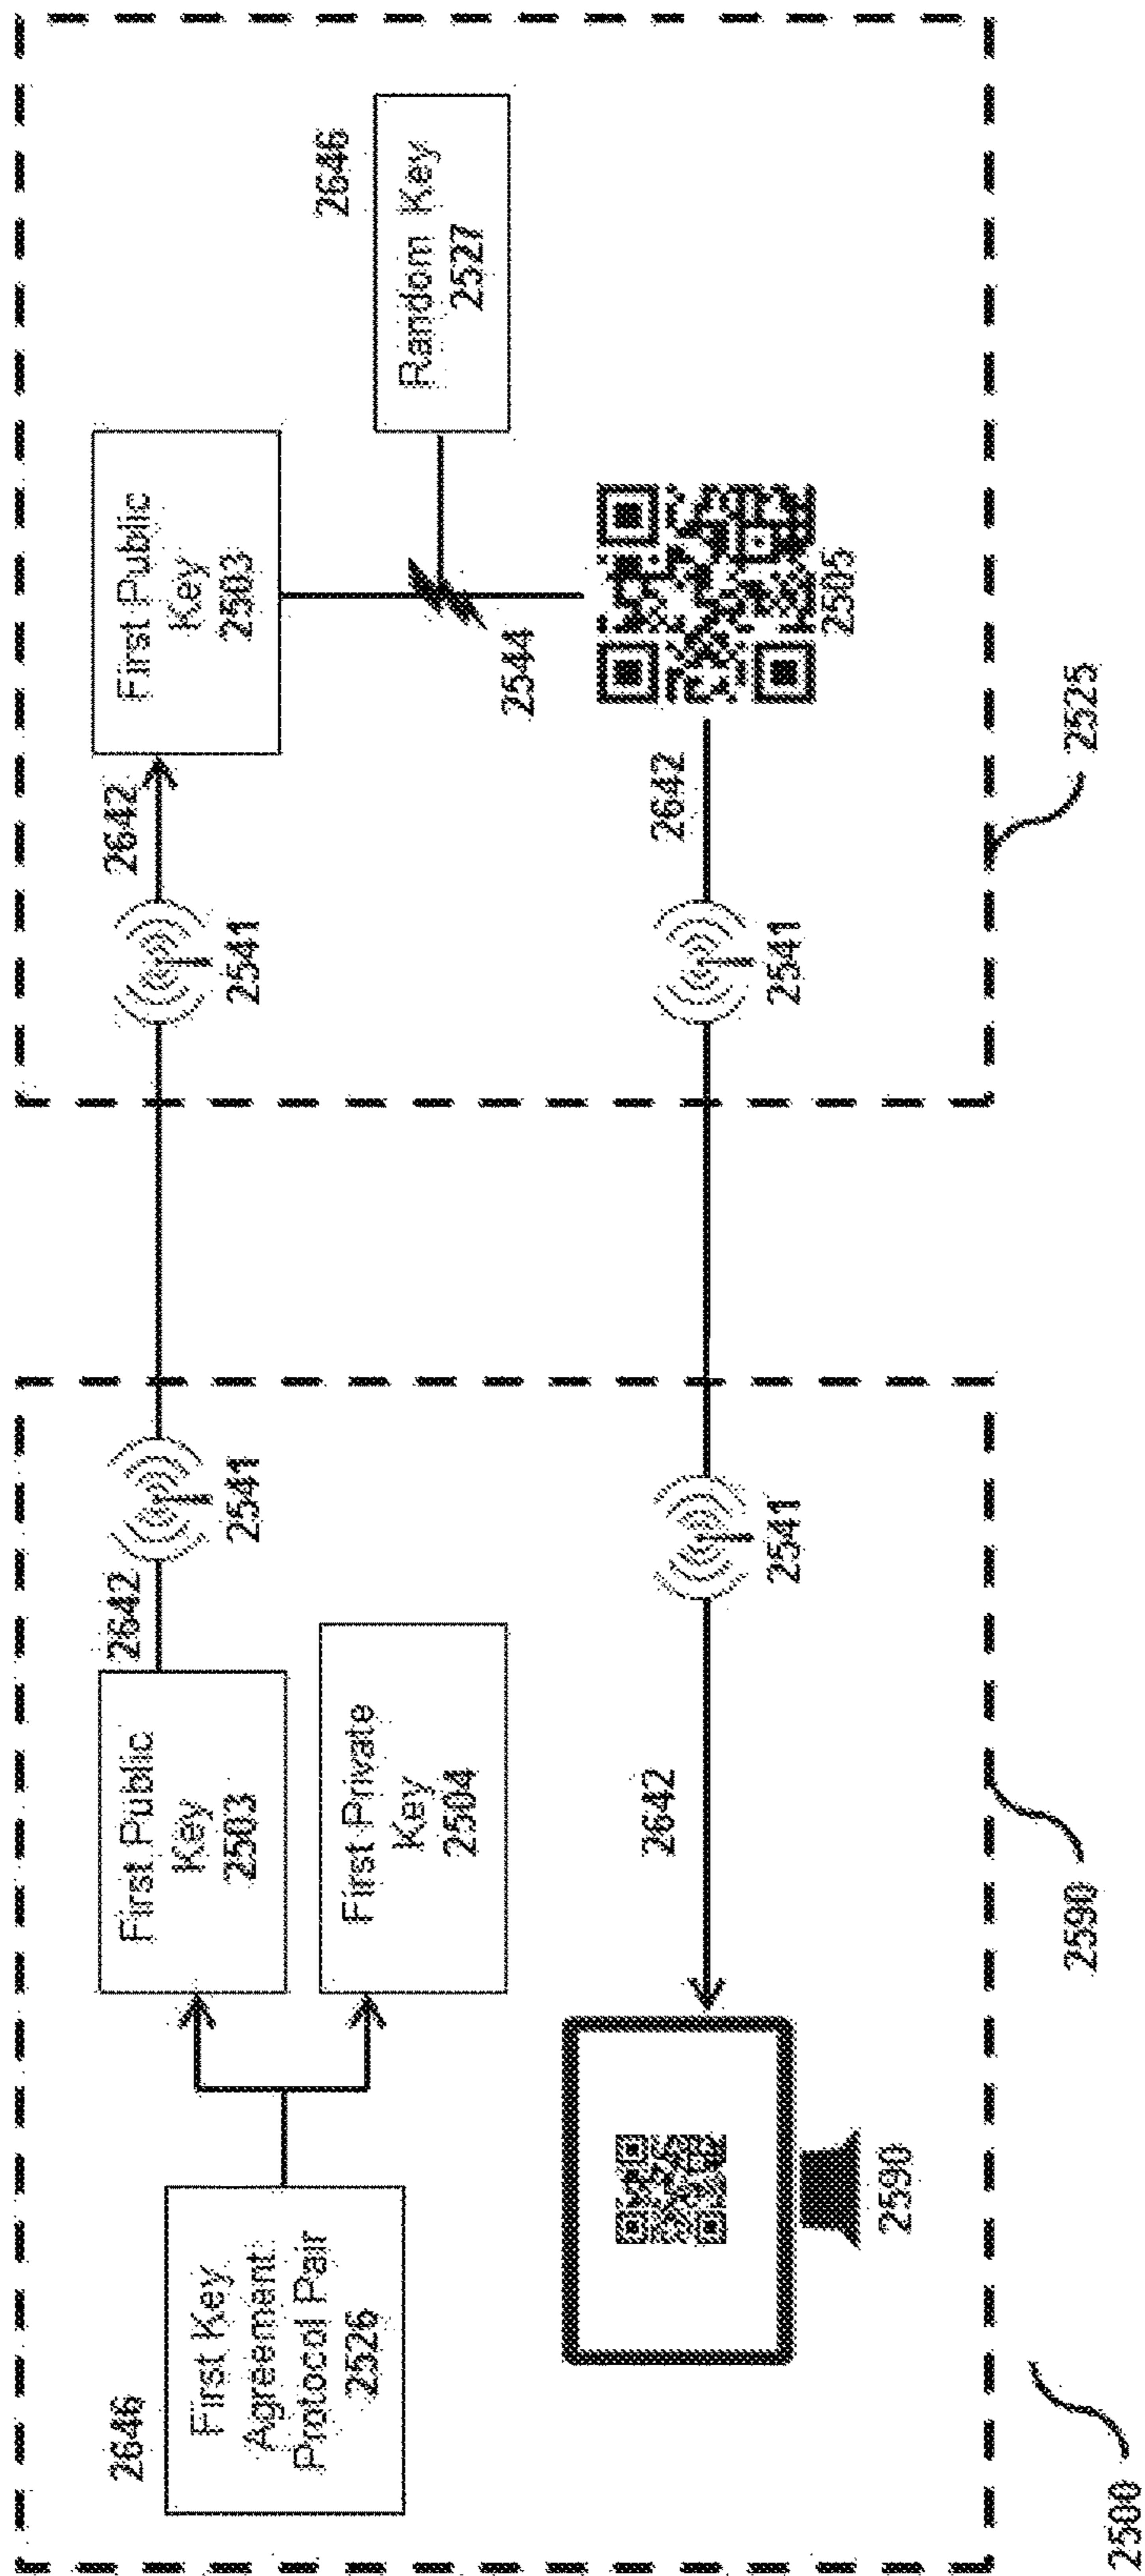 2646
First Key
Agreement
Protocol Pair
2526
First Public
Key
2503
2642
2541
First Private
Key
2504
2541
2642
First Public
Key
2503
2646
Random Key
2527
2544
2590
2642
2541
2541
2642
2505
2500
2590
2525